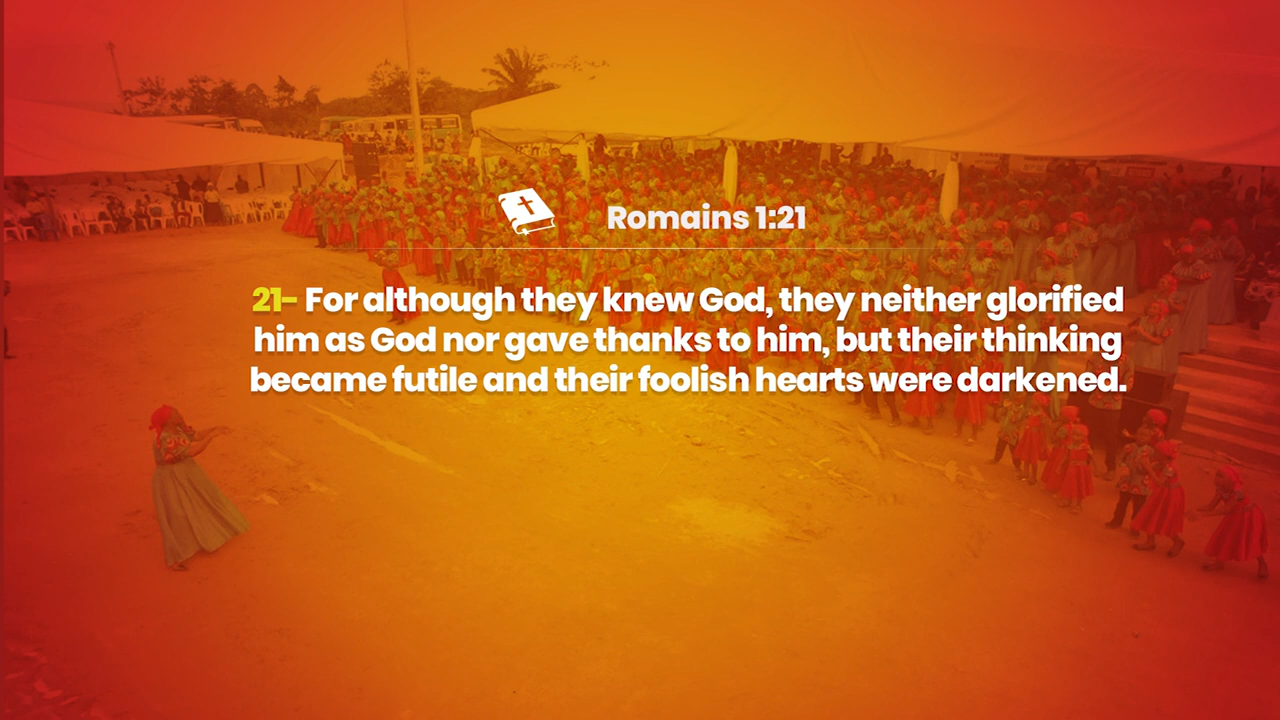 Romains 1:21
21- For although they knew God, they neither glorified
him as God nor gave thanks to him, but their thinking
became futile and their foolish hearts were darkened.